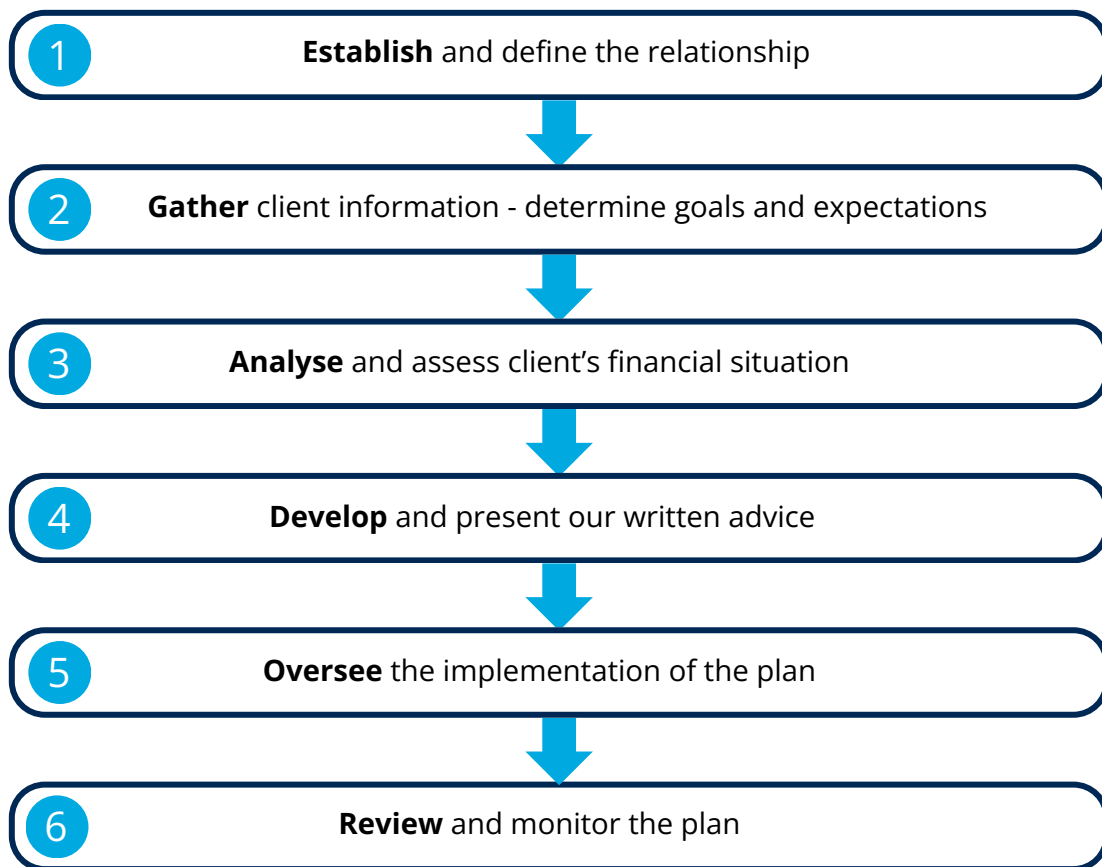 1
Establish and define the relationship
2
Gather client information - determine goals and expectations
3
Analyse and assess client’s financial situation
4
Develop and present our written advice
5
Oversee the implementation of the plan
6
Review and monitor the plan